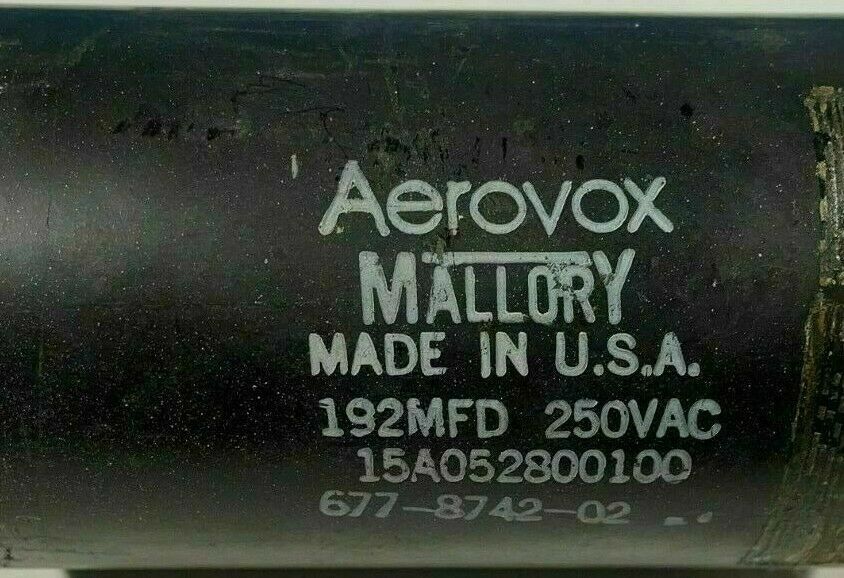 Aerovox
MALLORY
MADE IN U.S.A.
192MFD 250VAC
15A052800100
677-8742-02